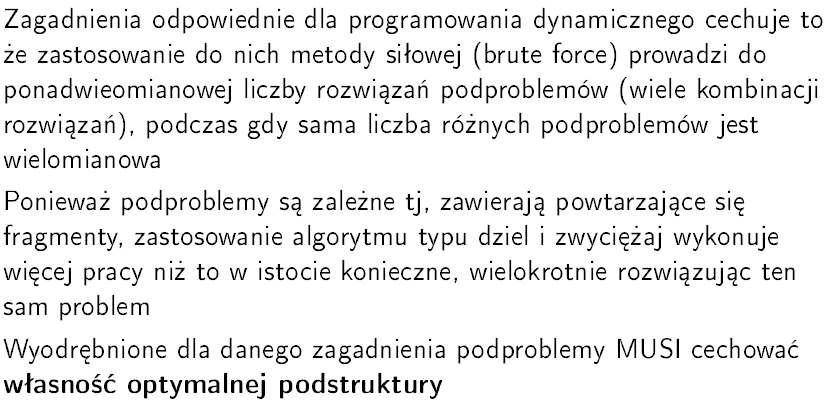 Zagadnienia odpowiednie dla programowania dynamicznego cechuje to
że zastosowanie do nich metody siłowej (brute force) prowadzi do
ponadwieomianowej liczby rozwiązań podproblemów (wiele kombinacji
rozwiązań), podczas gdy sama liczba różnych podproblemów jest
wielomianowa
Ponieważ podproblemy są zależne tj, zawierają powtarzające się
fragmenty, zastosowanie algorytmu typu dziel i zwyciężaj wykonuje
więcej pracy niż to w istocie konieczne, wielokrotnie rozwiązując ten
sam problem
Wyodrębnione dla danego zagadnienia podproblemy MUSI cechować
własność optymalnej podstruktury